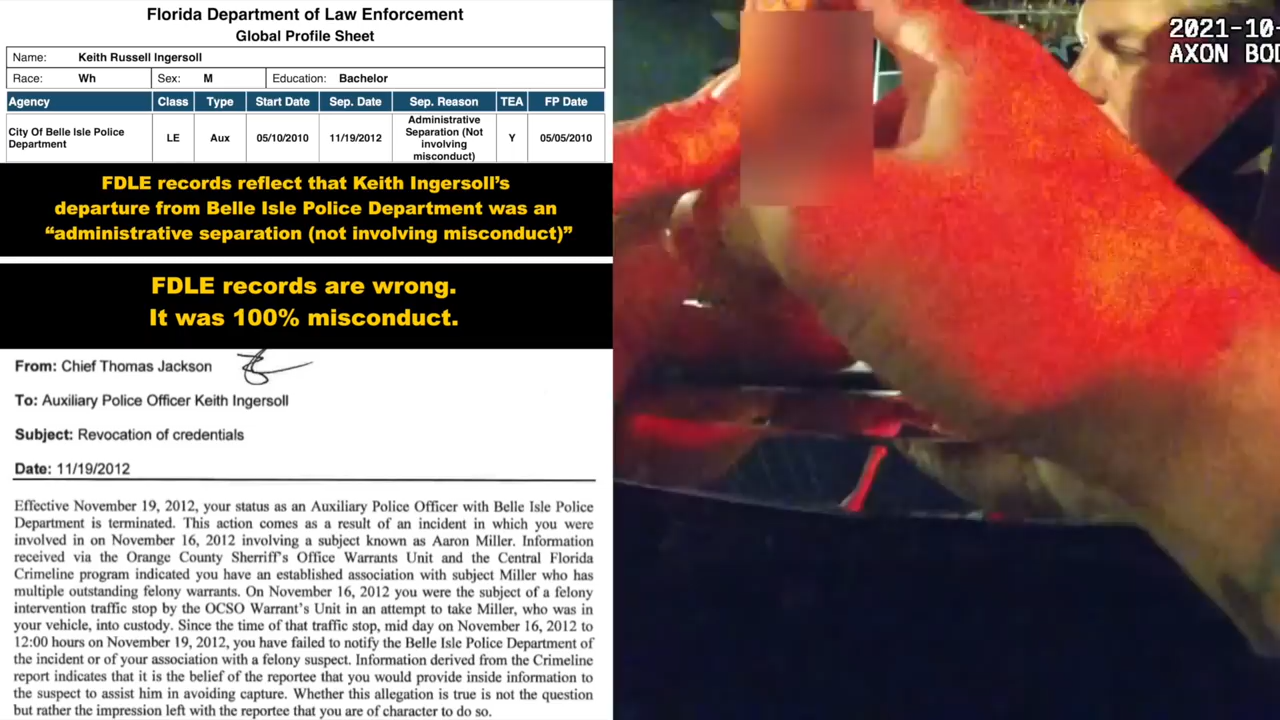 Florida Department of Law Enforcement
Global Profile Sheet
Name: Keith Russell Ingersoll
Race: Wh Sex: M Education: Bachelor
Agency Class Type Start Date Sep. Date Sep. Reason TEA FP Date
City Of Belle Isle Police Department LE Aux 05/10/2010 11/19/2012 Administrative Separation (Not involving misconduct) Y 05/05/2010
FDLE records reflect that Keith Ingersoll’s
departure from Belle Isle Police Department was an
“administrative separation (not involving misconduct)”
FDLE records are wrong.
It was 100% misconduct.
From: Chief Thomas Jackson
To: Auxiliary Police Officer Keith Ingersoll
Subject: Revocation of credentials
Date: 11/19/2012
Effective November 19, 2012, your status as an Auxiliary Police Officer with Belle Isle Police
Department is terminated. This action comes as a result of an incident in which you were
involved in on November 16, 2012 involving a subject known as Aaron Miller. Information
received via the Orange County Sherriff's Office Warrants Unit and the Central Florida
Crimeline program indicated you have an established association with subject Miller who has
multiple outstanding felony warrants. On November 16, 2012 you were the subject of a felony
intervention traffic stop by the OCSO Warrant's Unit in an attempt to take Miller, who was in
your vehicle, into custody. Since the time of that traffic stop, mid day on November 16, 2012 to
12:00 hours on November 19, 2012, you have failed to notify the Belle Isle Police Department of
the incident or of your association with a felony suspect. Information derived from the Crimeline
report indicates that it is the belief of the reportee that you would provide inside information to
the suspect to assist him in avoiding capture. Whether this allegation is true is not the question
but rather the impression left with the reportee that you are of character to do so.
2021-10-
AXON BOD